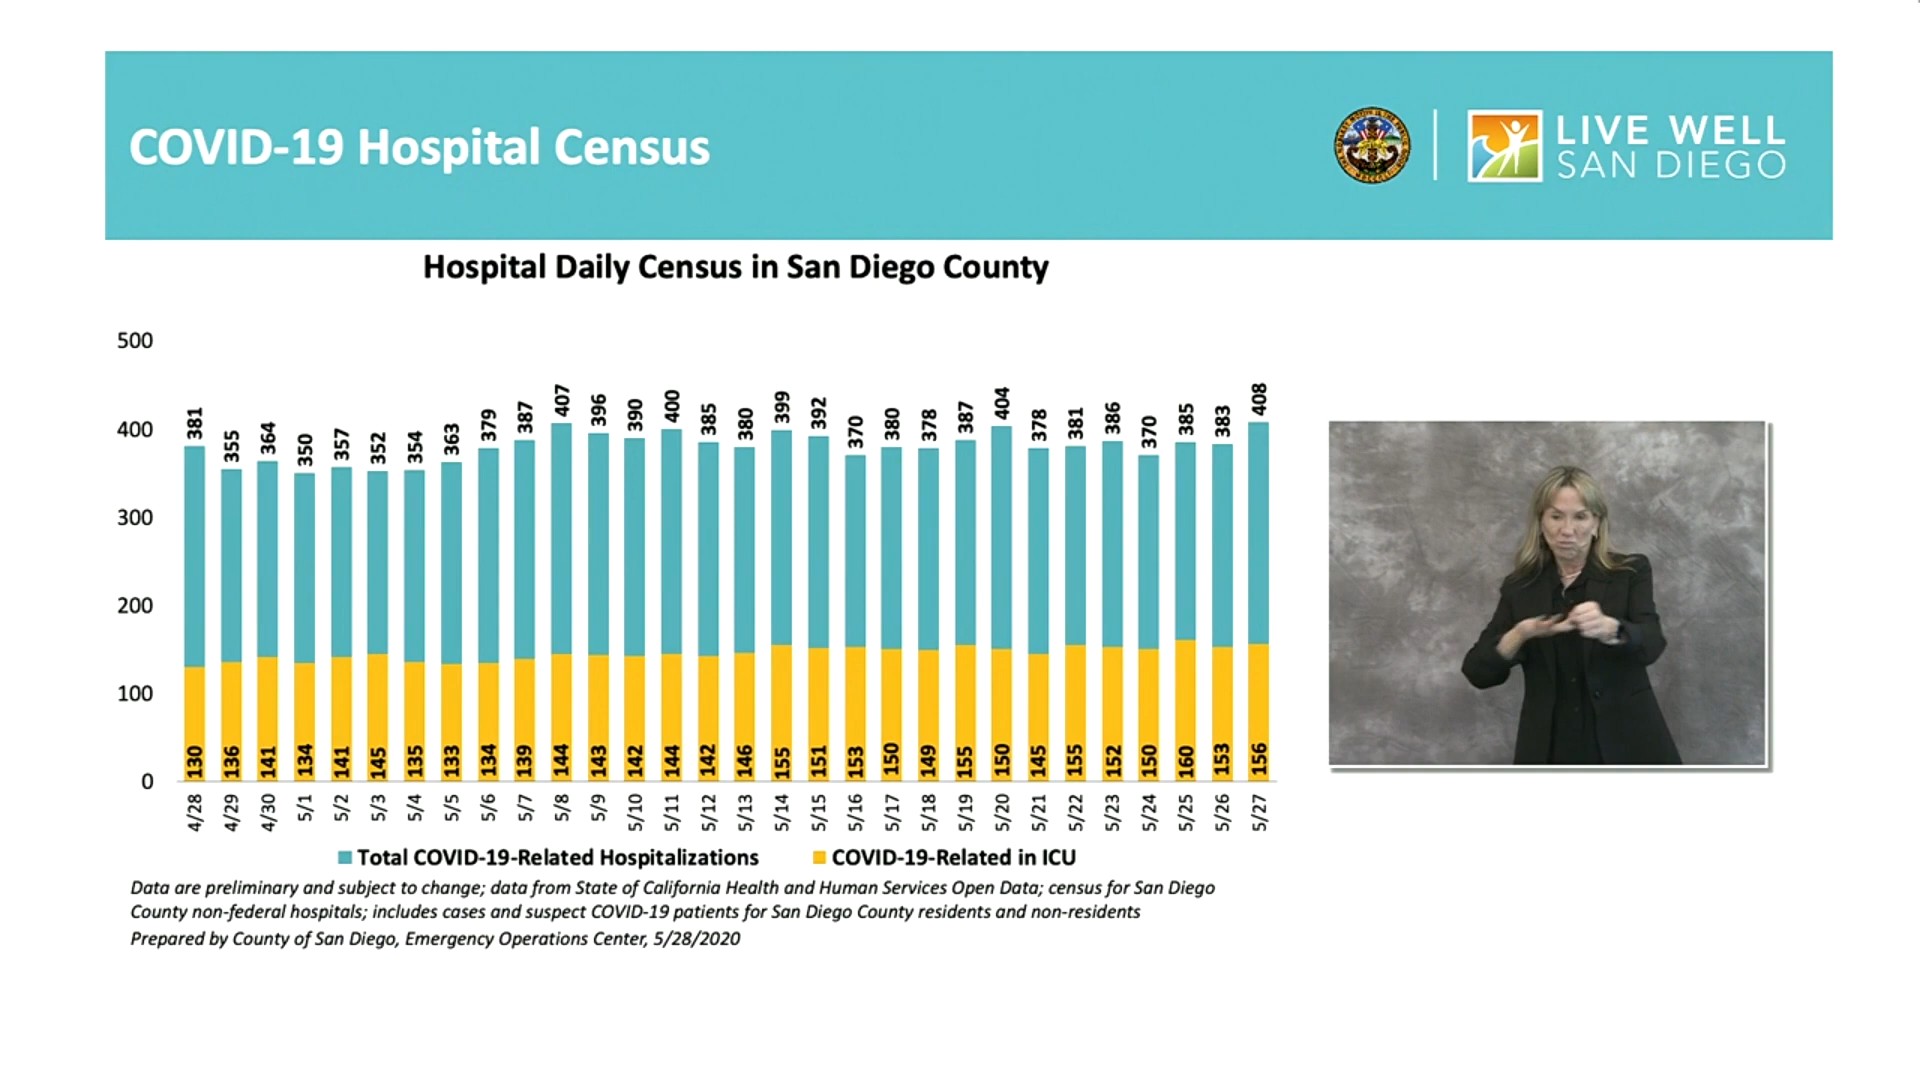 COVID-19 Hospital Census
LIVE WELL
SAN DIEGO
Hospital Daily Census in San Diego County
500
400
300
200
100
0
381 355 364 350 357 352 354 363 379 387 407 396 390 400 385 380 399 392 370 380 378 387 404 378 381 386 370 385 383 408
130 136 141 134 141 145 135 133 134 139 144 143 142 144 142 146 155 151 153 150 149 155 150 145 155 152 150 160 153 156
4/28 4/29 4/30 5/1 5/2 5/3 5/4 5/5 5/6 5/7 5/8 5/9 5/10 5/11 5/12 5/13 5/14 5/15 5/16 5/17 5/18 5/19 5/20 5/21 5/22 5/23 5/24 5/25 5/26 5/27
Total COVID-19-Related Hospitalizations COVID-19-Related in ICU
Data are preliminary and subject to change; data from State of California Health and Human Services Open Data; census for San Diego
County non-federal hospitals; includes cases and suspect COVID-19 patients for San Diego County residents and non-residents
Prepared by County of San Diego, Emergency Operations Center, 5/28/2020